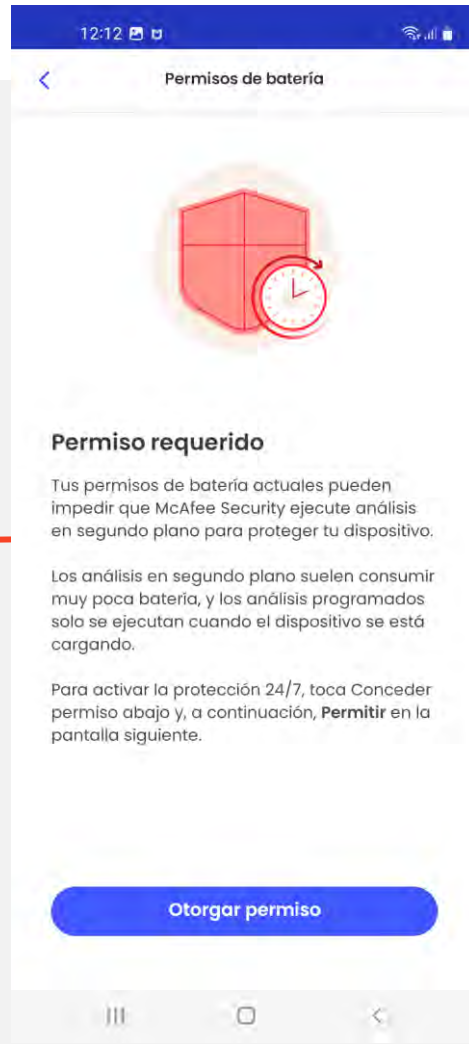 12:12
Permisos de batería
Permiso requerido
Tus permisos de batería actuales pueden
impedir que McAfee Security ejecute análisis
en segundo plano para proteger tu dispositivo.
Los análisis en segundo plano suelen consumir
muy poca batería, y los análisis programados
solo se ejecutan cuando el dispositivo se está
cargando.
Para activar la protección 24/7, toca Conceder
permiso abajo y, a continuación, Permitir en la
pantalla siguiente.
Otorgar permiso